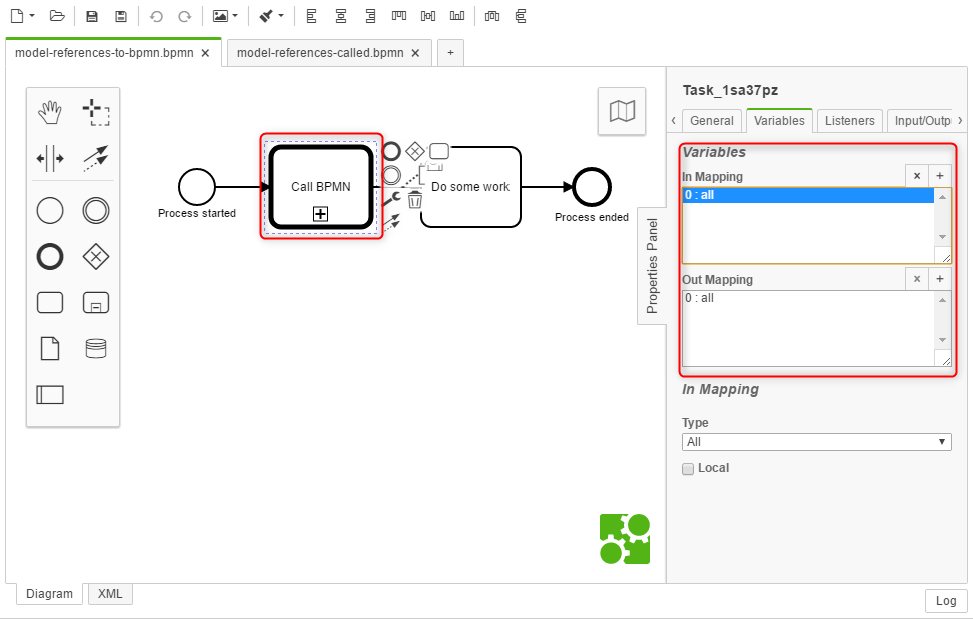 model-references-to-bpmn.bpmn ×
model-references-called.bpmn ×
+
Process started
Call BPMN
Do some work
Process ended
Properties Panel
Task_1sa37pz
General
Variables
Listeners
Input/Outp
Variables
In Mapping
× +
0 : all
Out Mapping
× +
0 : all
In Mapping
Type
All
Local
Diagram
XML
Log